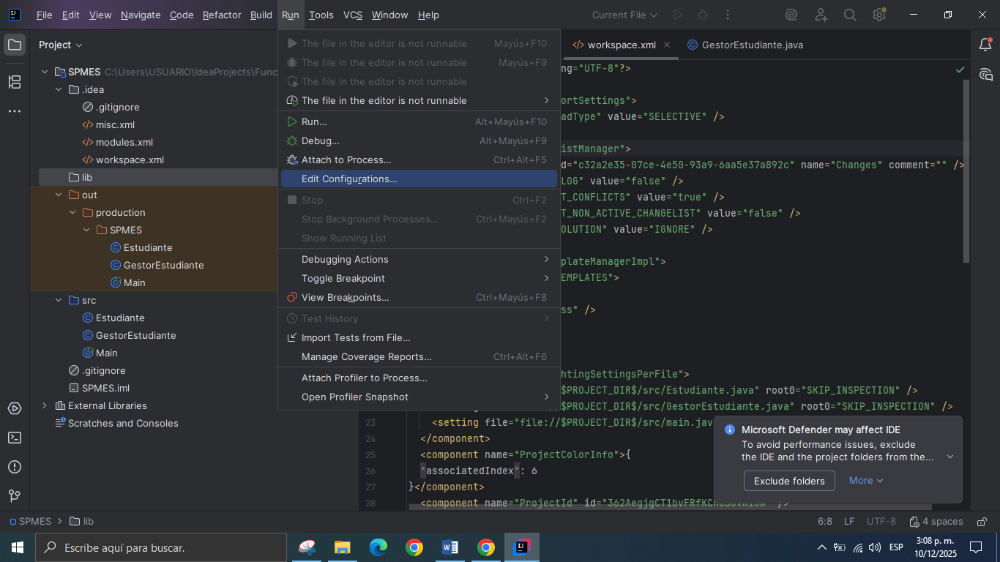 File Edit View Navigate Code Refactor Build Run Tools VCS Window Help
Current File
Project
SPMES C:\Users\USUARIO\IdeaProjects\Func
.idea
.gitignore
misc.xml
modules.xml
workspace.xml
lib
out
production
SPMES
Estudiante
GestorEstudiante
Main
src
Estudiante
GestorEstudiante
Main
.gitignore
SPMES.iml
External Libraries
Scratches and Consoles
The file in the editor is not runnable Mayús+F10
The file in the editor is not runnable Mayús+F9
The file in the editor is not runnable
The file in the editor is not runnable
Run... Alt+Mayús+F10
Debug... Alt+Mayús+F9
Attach to Process... Ctrl+Alt+F5
Edit Configurations...
Stop Ctrl+F2
Stop Background Processes... Ctrl+Mayús+F2
Show Running List
Debugging Actions
Toggle Breakpoint
View Breakpoints... Ctrl+Mayús+F8
Test History
Import Tests from File...
Manage Coverage Reports... Ctrl+Alt+F6
Attach Profiler to Process...
Open Profiler Snapshot
workspace.xml GestorEstudiante.java
ng="UTF-8"?>
ortSettings">
adType" value="SELECTIVE" />
istManager">
d="c32a2e35-07ce-4e50-93a9-6aa5e37a892c" name="Changes" comment="" />
LOG" value="false" />
T_CONFLICTS" value="true" />
T_NON_ACTIVE_CHANGELIST" value="false" />
OLUTION" value="IGNORE" />
mplateManagerImpl">
EMPLATES">
ss" />
htingSettingsPerFile">
$PROJECT_DIR$/src/Estudiante.java" root0="SKIP_INSPECTION" />
$PROJECT_DIR$/src/GestorEstudiante.java" root0="SKIP_INSPECTION" />
23 <setting file="file://$PROJECT_DIR$/src/main.jav
24 </component>
25 <component name="ProjectColorInfo">{
26 "associatedIndex": 6
27 }</component>
28 <component name="ProjectId"
Microsoft Defender may affect IDE
To avoid performance issues, exclude
the IDE and the project folders from the...
Exclude folders More
SPMES lib
6:8 LF UTF-8 4 spaces
Escribe aquí para buscar.
ESP
3:08 p. m.
10/12/2025